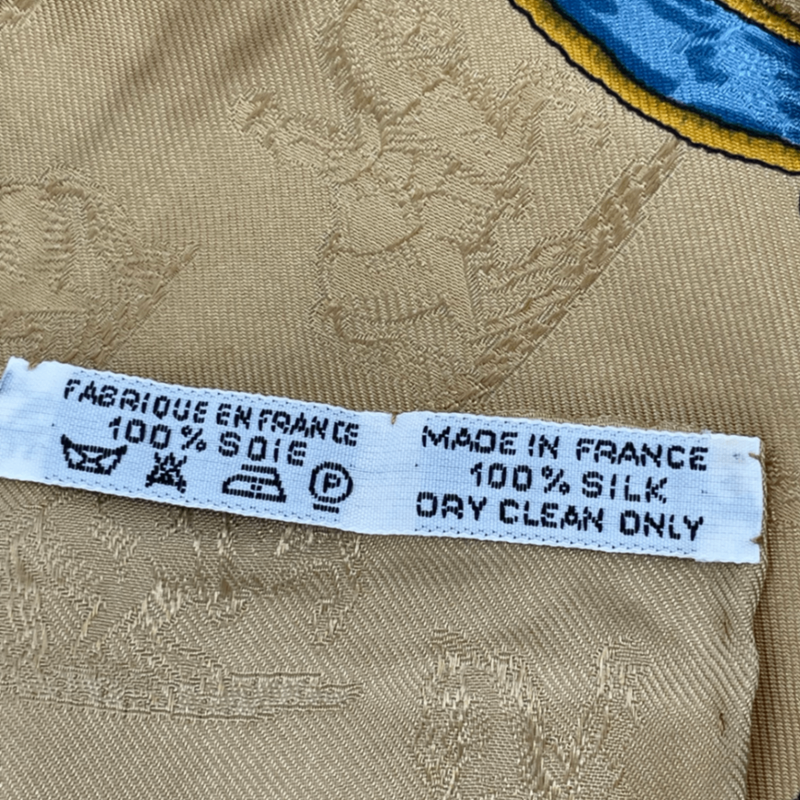 FABRIQUE EN FRANCE
100% SOIE
P
MADE IN FRANCE
100% SILK
DRY CLEAN ONLY